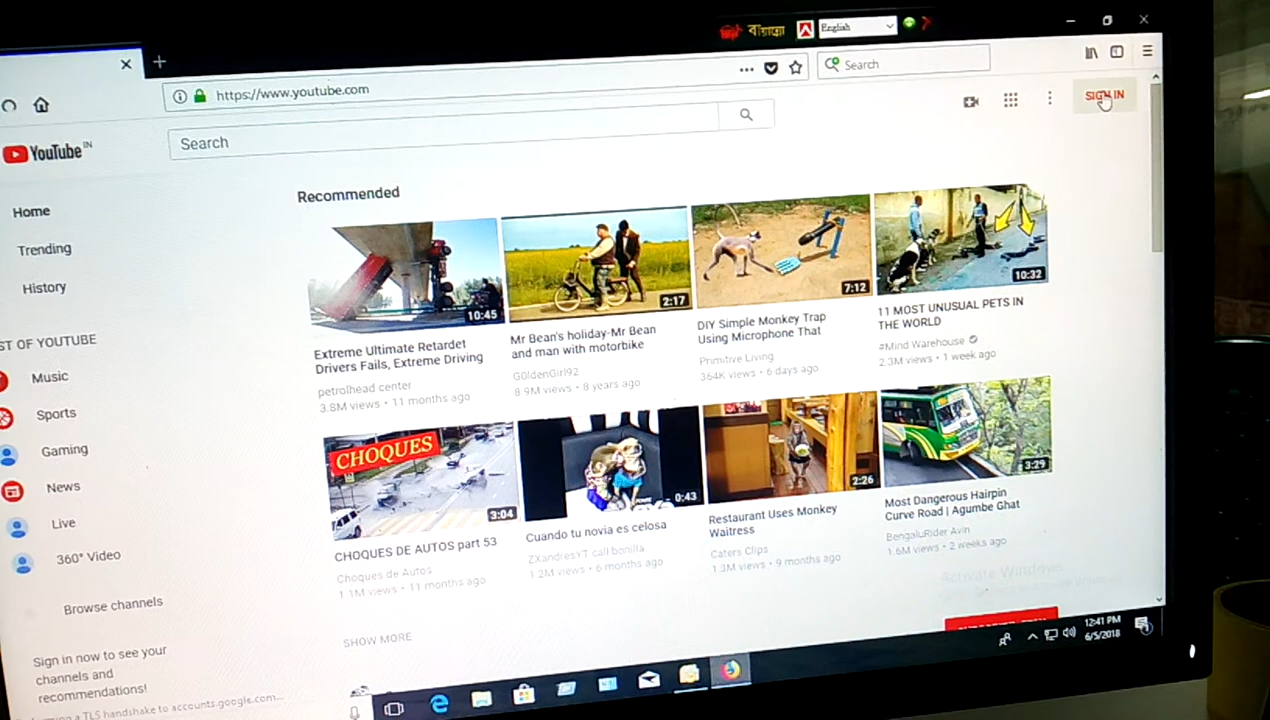 English
https://www.youtube.com
Search
YouTube IN
Search
SIGN IN
Home
Trending
History
ST OF YOUTUBE
Music
Sports
Gaming
News
Live
360° Video
Browse channels
Sign in now to see your
channels and
recommendations!
a TLS handshake to accounts.google.com...
Recommended
10:45
Extreme Ultimate Retardet
Drivers Fails, Extreme Driving
petrolhead center
3.8M views • 11 months ago
2:17
Mr Bean's holiday-Mr Bean
and man with motorbike
G0ldenGirl92
8.9M views • 8 years ago
7:12
DIY Simple Monkey Trap
Using Microphone That
Primitive Living
364K views • 6 days ago
10:32
11 MOST UNUSUAL PETS IN
THE WORLD
#Mind Warehouse
2.3M views • 1 week ago
CHOQUES
3:04
CHOQUES DE AUTOS part 53
Choques de Autos
1.1M views • 11 months ago
0:43
Cuando tu novia es celosa
ZXandresYT call bonilla
1.2M views • 6 months ago
2:26
Restaurant Uses Monkey
Waitress
Caters Clips
1.3M views • 9 months ago
3:29
Most Dangerous Hairpin
Curve Road | Agumbe Ghat
BengaluRider Avin
1.6M views • 2 weeks ago
SHOW MORE
Activate Windows
12:41 PM
6/5/2018